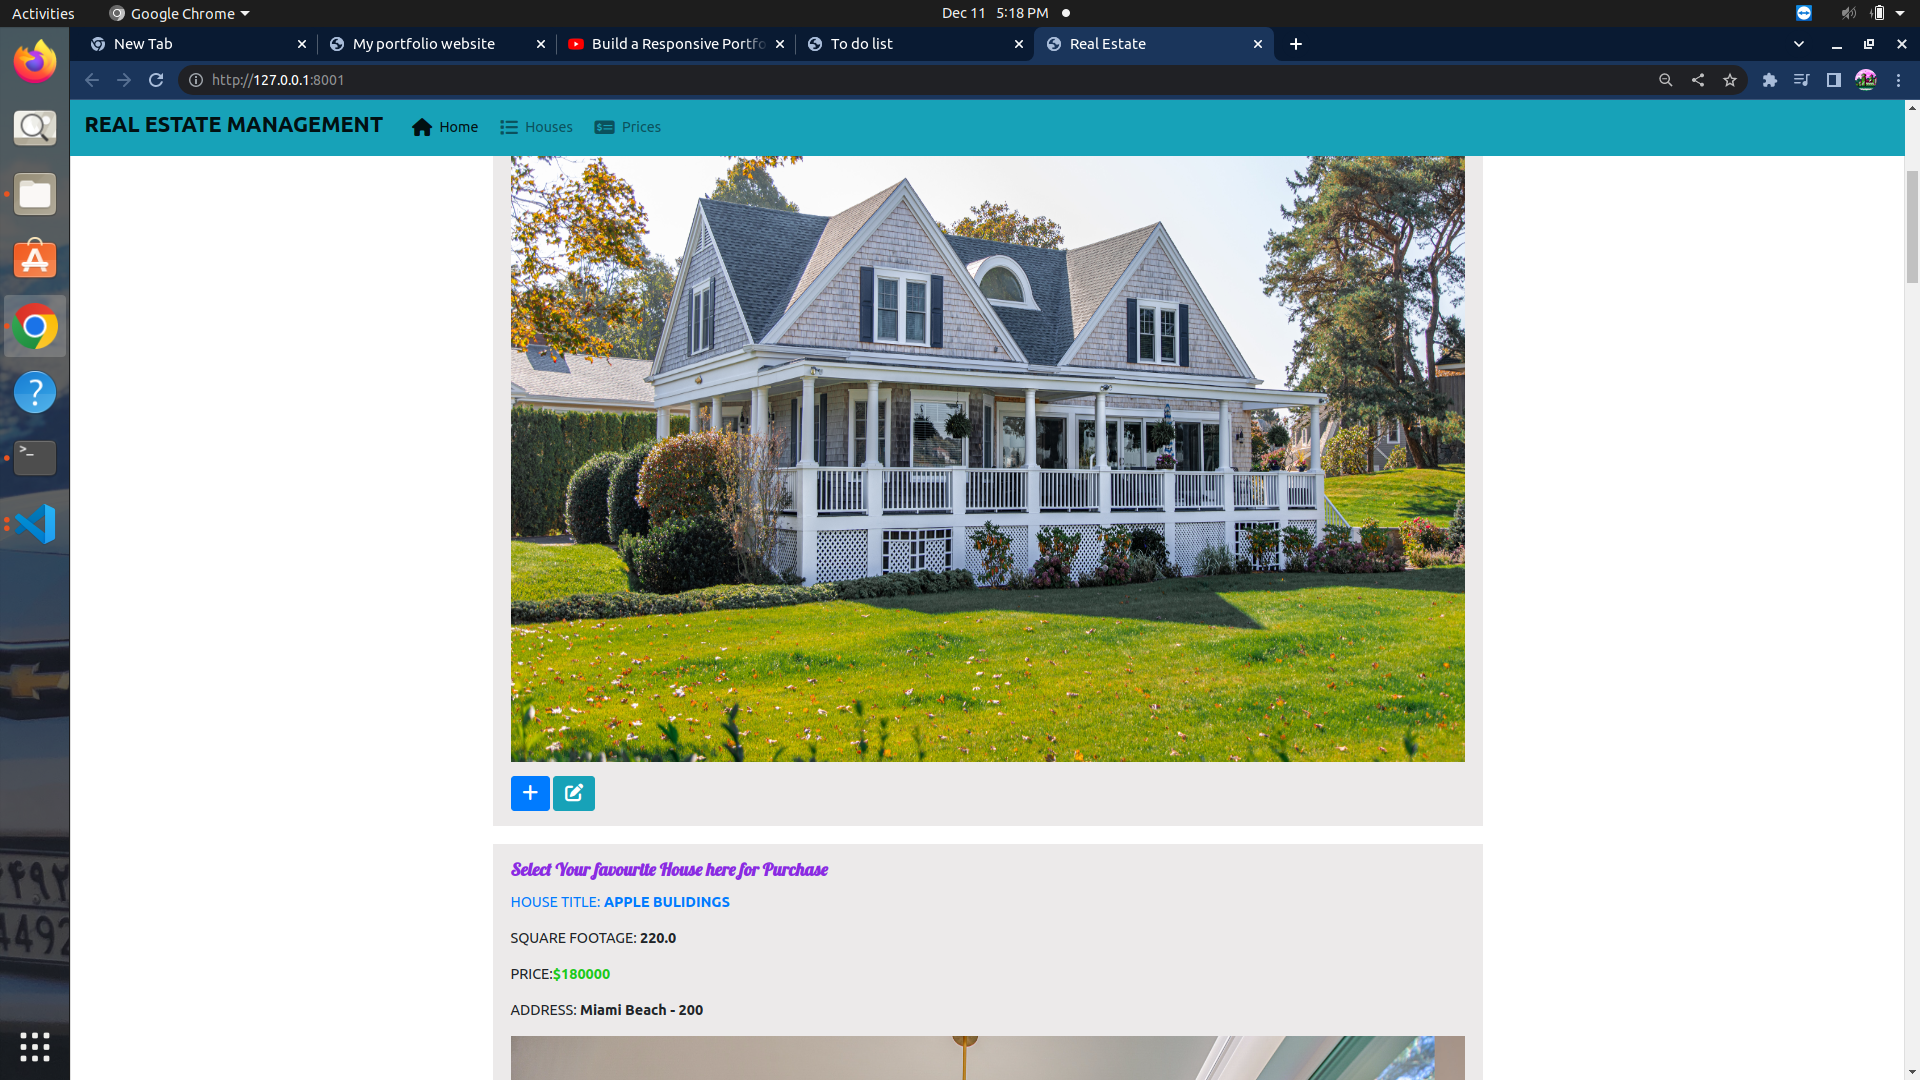 Activities
Google Chrome
Dec 11 5:18 PM
New Tab
My portfolio website
Build a Responsive Portfo
To do list
Real Estate
http://127.0.0.1:8001
REAL ESTATE MANAGEMENT
Home
Houses
Prices
Select Your favourite House here for Purchase
HOUSE TITLE: APPLE BULIDINGS
SQUARE FOOTAGE: 220.0
PRICE:$180000
ADDRESS: Miami Beach - 200